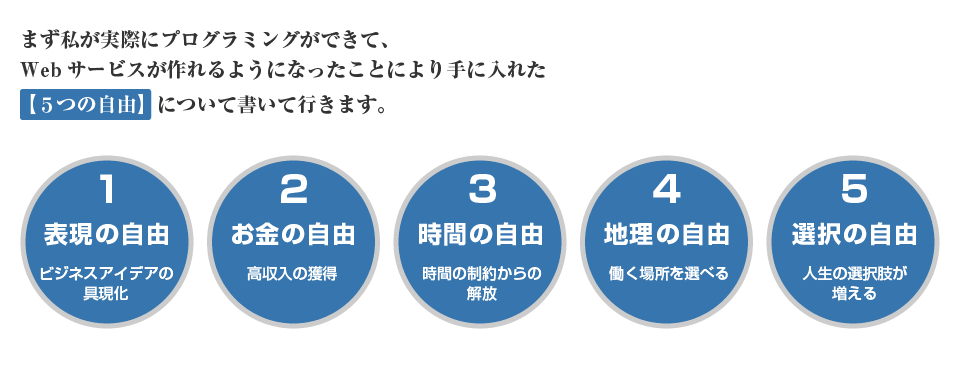 まず私が実際にプログラミングができて、
Webサービスが作れるようになったことにより手に入れた
【５つの自由】について書いて行きます。
1
表現の自由
ビジネスアイデアの
具現化
2
お金の自由
高収入の獲得
3
時間の自由
時間の制約からの
解放
4
地理の自由
働く場所を選べる
5
選択の自由
人生の選択肢が
増える